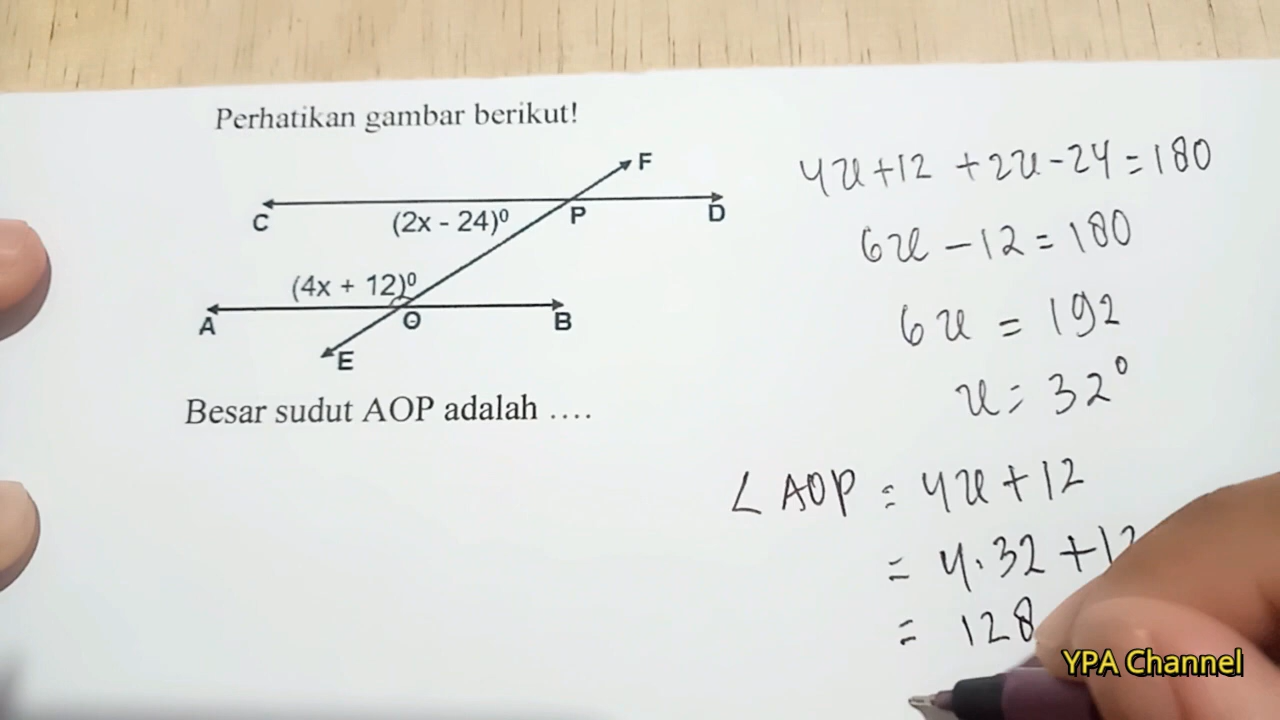 Perhatikan gambar berikut!
F
C
(2x - 24)⁰
P
D
(4x + 12)⁰
A
O
B
E
Besar sudut AOP adalah ....
4x+12 +2x-24=180
6x -12 = 180
6x = 192
x = 32°
∠ AOP = 4x+12
= 4.32 +12
= 128
YPA Channel